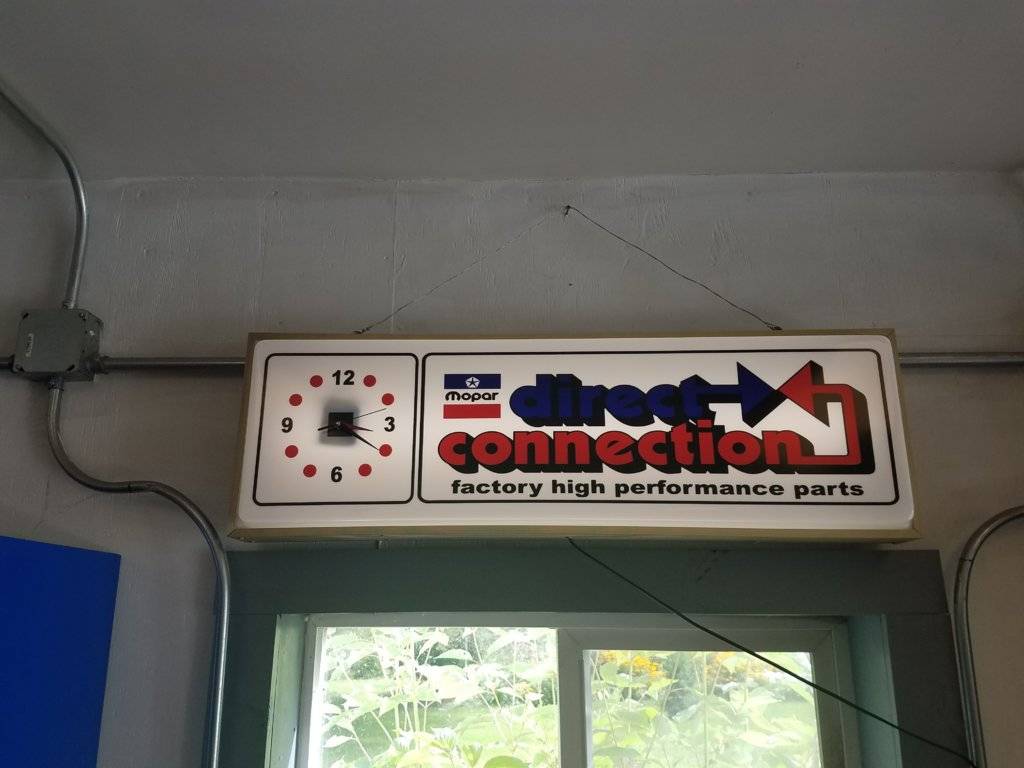 12
9
3
6
Mopar
direct
connection
factory high performance parts